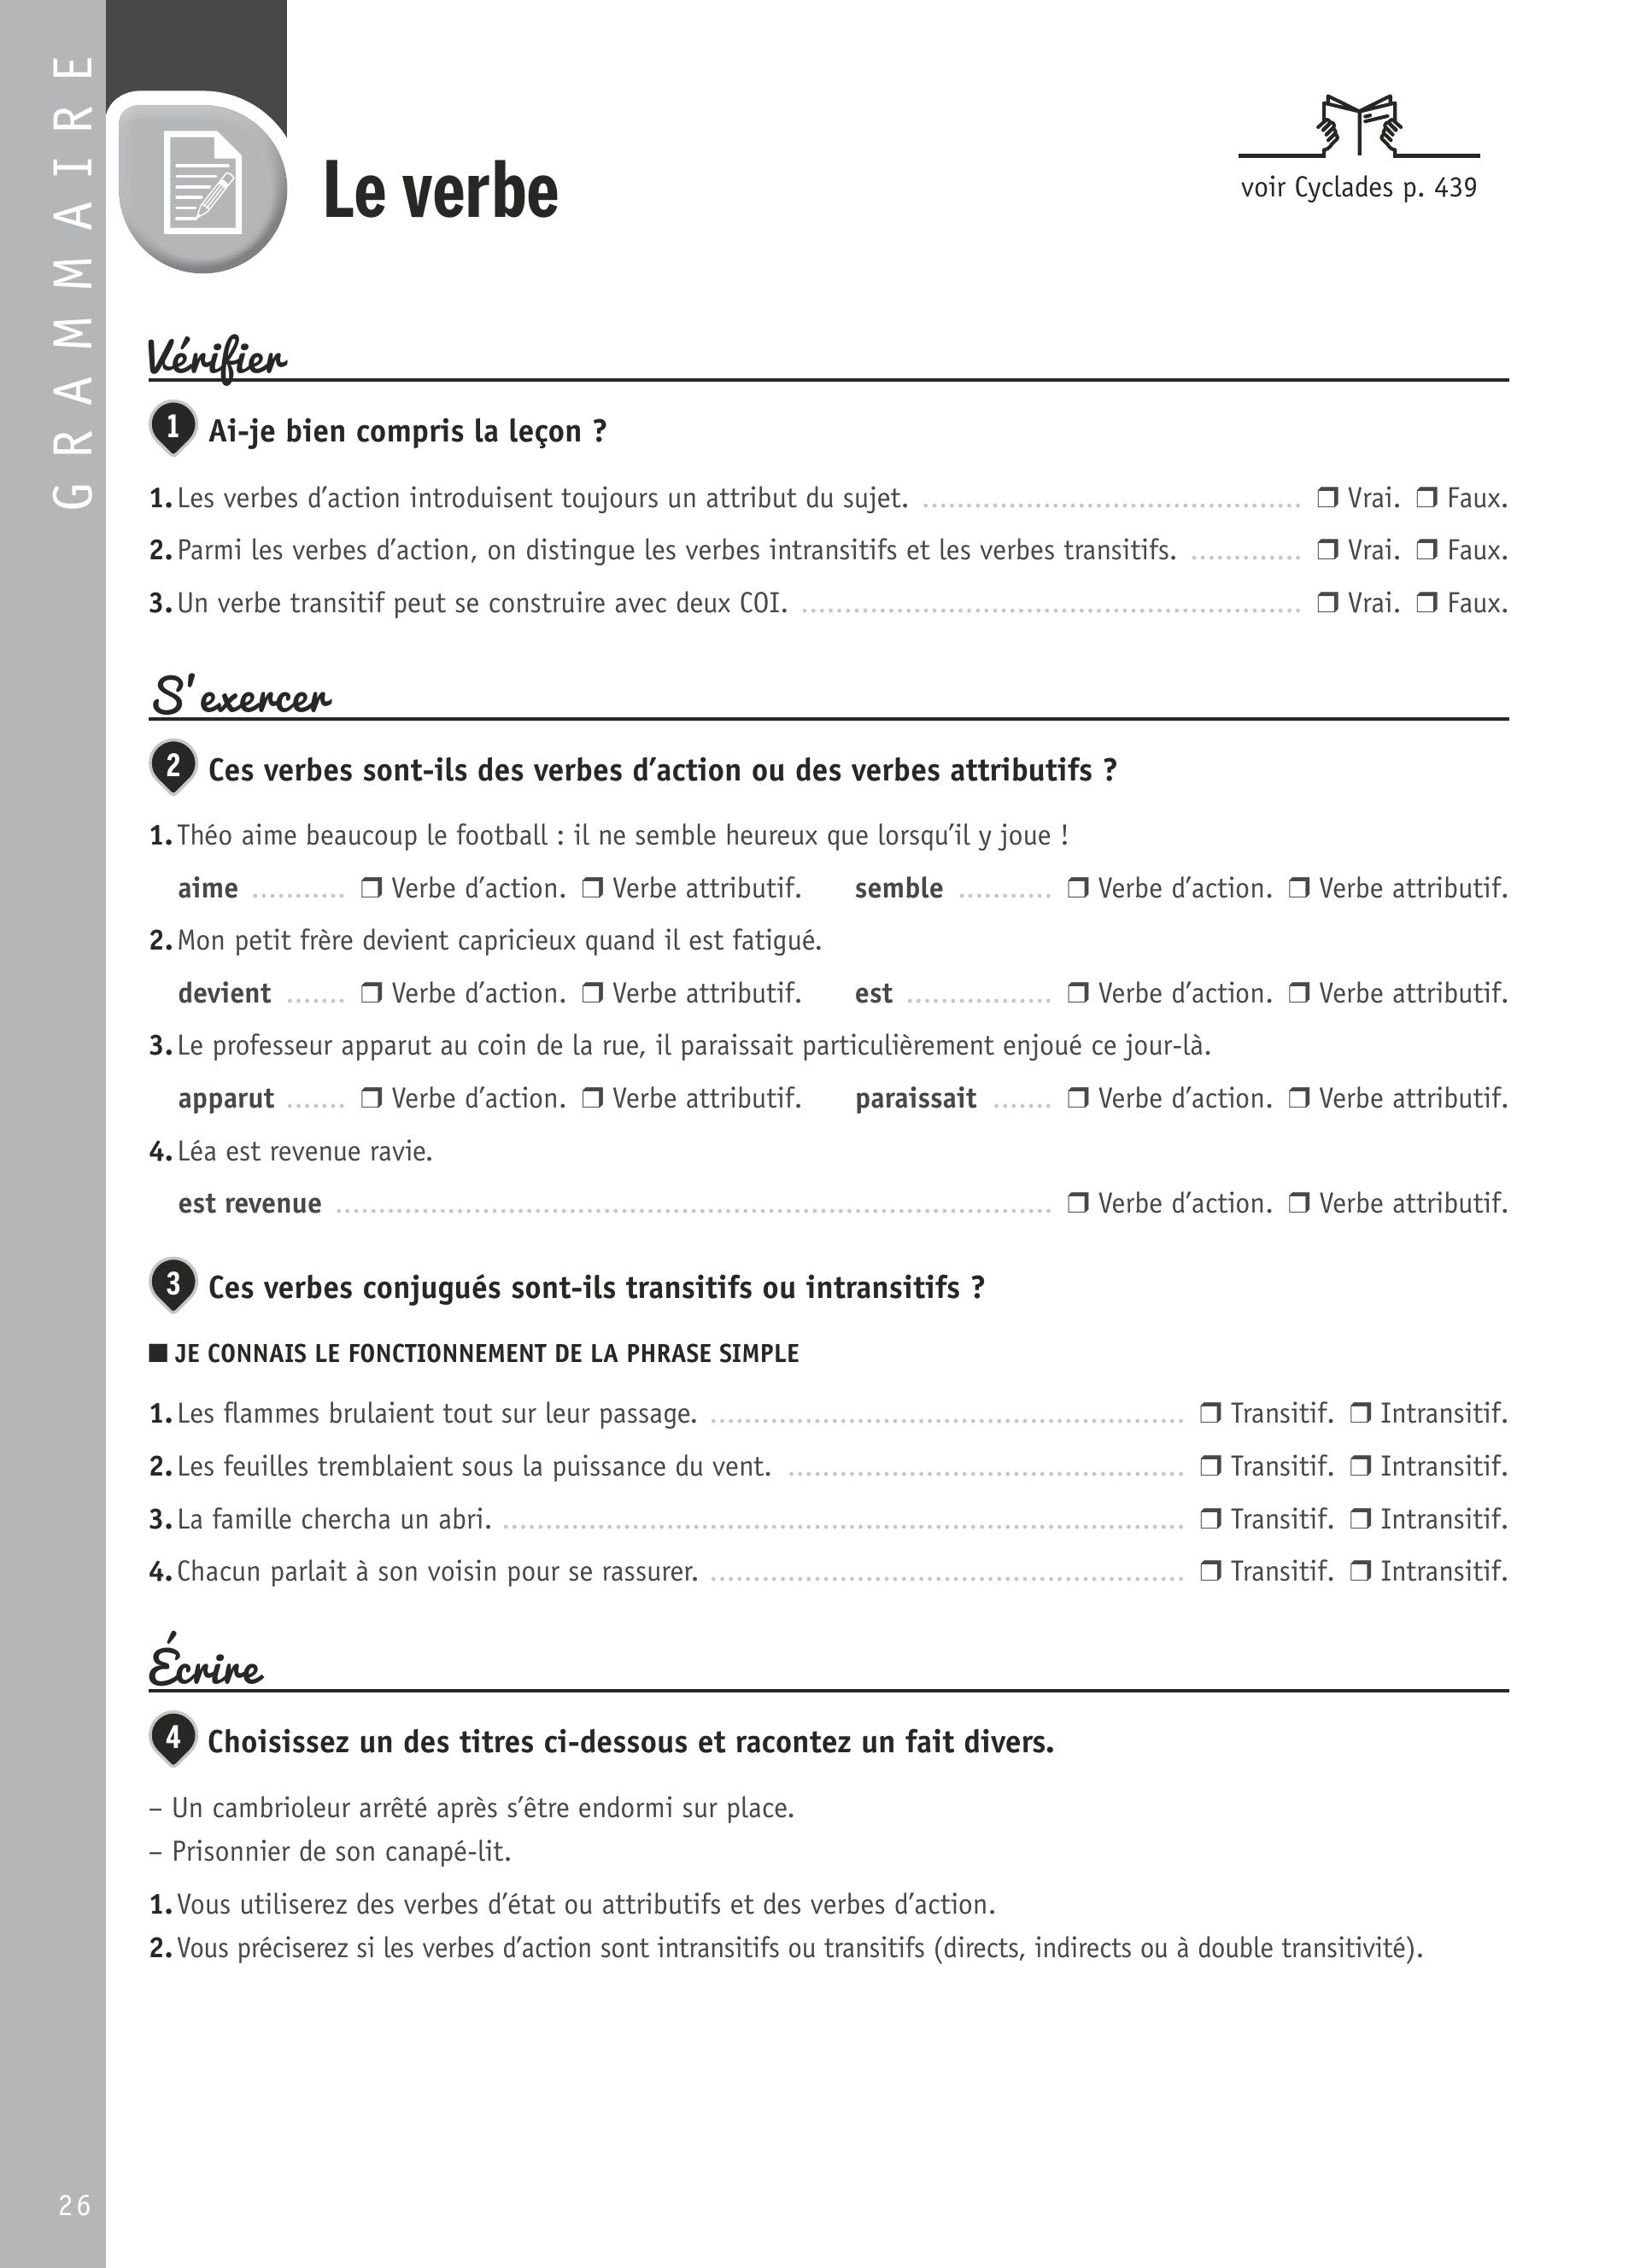 GRAMMAIRE
Le verbe
voir Cyclades p. 439
Vérifier
1 Ai-je bien compris la leçon ?
1. Les verbes d’action introduisent toujours un attribut du sujet. ............................................ ❒ Vrai. ❒ Faux.
2. Parmi les verbes d’action, on distingue les verbes intransitifs et les verbes transitifs. ............. ❒ Vrai. ❒ Faux.
3. Un verbe transitif peut se construire avec deux COI. .......................................................... ❒ Vrai. ❒ Faux.
S’exercer
2 Ces verbes sont-ils des verbes d’action ou des verbes attributifs ?
1. Théo aime beaucoup le football : il ne semble heureux que lorsqu’il y joue !
aime ........... ❒ Verbe d’action. ❒ Verbe attributif. semble ........... ❒ Verbe d’action. ❒ Verbe attributif.
2. Mon petit frère devient capricieux quand il est fatigué.
devient ....... ❒ Verbe d’action. ❒ Verbe attributif. est ................. ❒ Verbe d’action. ❒ Verbe attributif.
3. Le professeur apparut au coin de la rue, il paraissait particulièrement enjoué ce jour-là.
apparut ....... ❒ Verbe d’action. ❒ Verbe attributif. paraissait ....... ❒ Verbe d’action. ❒ Verbe attributif.
4. Léa est revenue ravie.
est revenue ................................................................................... ❒ Verbe d’action. ❒ Verbe attributif.
3 Ces verbes conjugués sont-ils transitifs ou intransitifs ?
■ JE CONNAIS LE FONCTIONNEMENT DE LA PHRASE SIMPLE
1. Les flammes brulaient tout sur leur passage. ....................................................... ❒ Transitif. ❒ Intransitif.
2. Les feuilles tremblaient sous la puissance du vent. .............................................. ❒ Transitif. ❒ Intransitif.
3. La famille chercha un abri. ............................................................................... ❒ Transitif. ❒ Intransitif.
4. Chacun parlait à son voisin pour se rassurer. ....................................................... ❒ Transitif. ❒ Intransitif.
Écrire
4 Choisissez un des titres ci-dessous et racontez un fait divers.
– Un cambrioleur arrêté après s’être endormi sur place.
– Prisonnier de son canapé-lit.
1. Vous utiliserez des verbes d’état ou attributifs et des verbes d’action.
2. Vous préciserez si les verbes d’action sont intransitifs ou transitifs (directs, indirects ou à double transitivité).
26